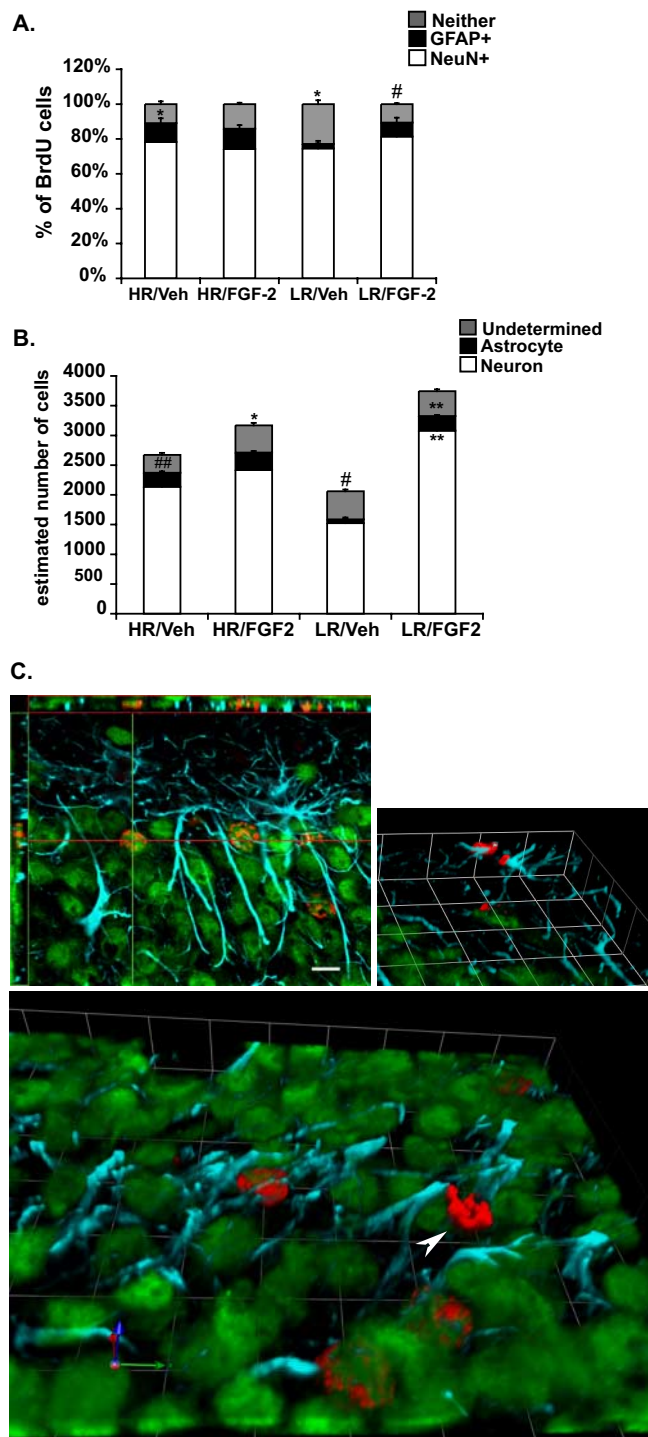 A.
Neither
GFAP+
NeuN+
120%
100%
80%
60%
40%
20%
0%
% of BrdU cells
*
*
#
HR/Veh HR/FGF-2 LR/Veh LR/FGF-2
B.
Undetermined
Astrocyte
Neuron
4000
3500
3000
2500
2000
1500
1000
500
0
estimated number of cells
##
*
#
**
**
HR/Veh HR/FGF2 LR/Veh LR/FGF2
C.